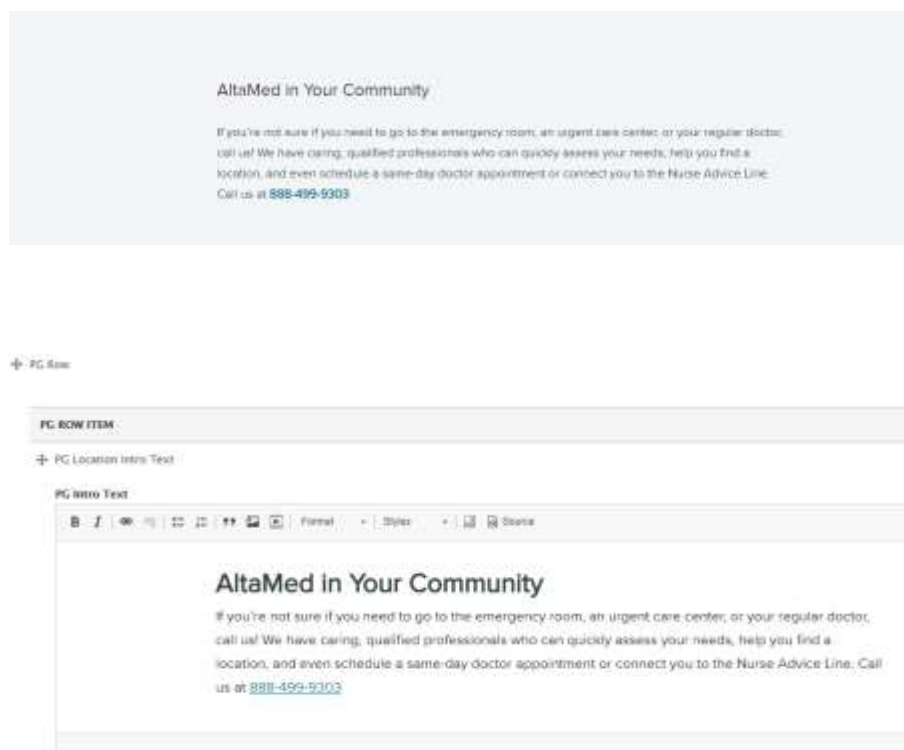 AltaMed in Your Community
If you're not sure if you need to go to the emergency room, an urgent care center, or your regular doctor,
call us! We have caring, qualified professionals who can quickly assess your needs, help you find a
location, and even schedule a same-day doctor appointment or connect you to the Nurse Advice Line.
Call us at 888-499-9303
PG Row
PG ROW ITEM
PG Location Intro Text
PG Intro Text
B I Format Styles Source
AltaMed in Your Community
If you're not sure if you need to go to the emergency room, an urgent care center, or your regular doctor,
call us! We have caring, qualified professionals who can quickly assess your needs, help you find a
location, and even schedule a same-day doctor appointment or connect you to the Nurse Advice Line. Call
us at 888-499-9303